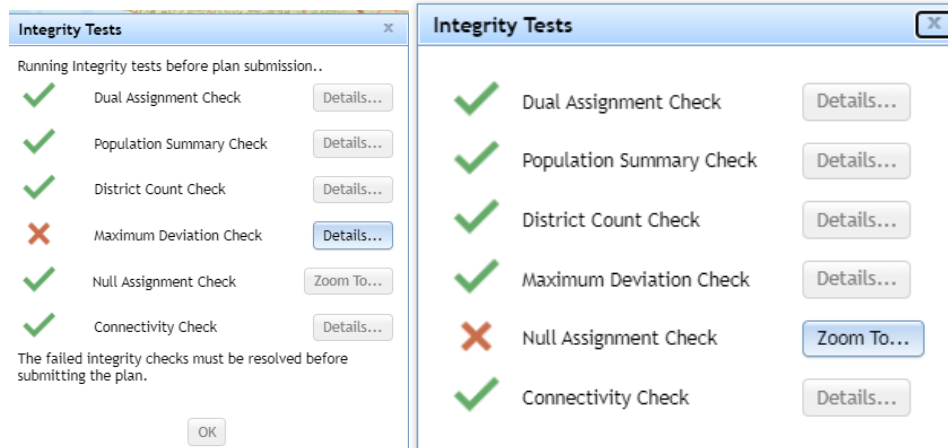 Integrity Tests x
Running Integrity tests before plan submission..
Dual Assignment Check Details...
Population Summary Check Details...
District Count Check Details...
Maximum Deviation Check Details...
Null Assignment Check Zoom To...
Connectivity Check Details...
The failed integrity checks must be resolved before
submitting the plan.
OK
Integrity Tests x
Dual Assignment Check Details...
Population Summary Check Details...
District Count Check Details...
Maximum Deviation Check Details...
Null Assignment Check Zoom To...
Connectivity Check Details...